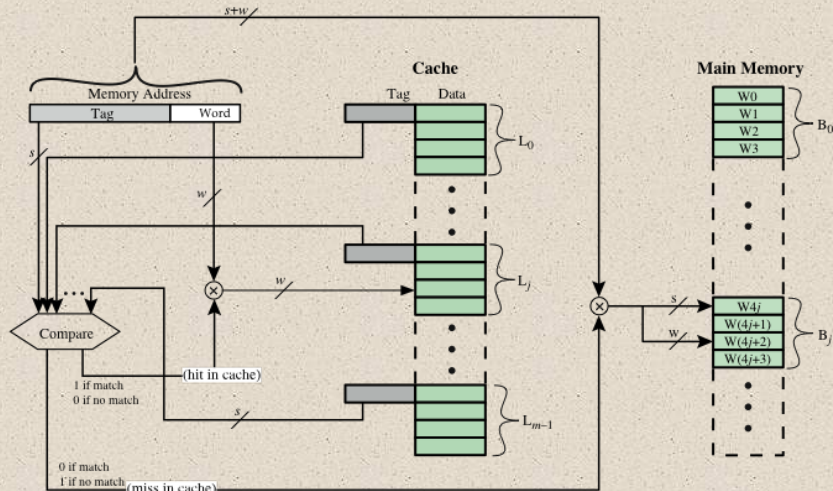 s+w
Cache
Main Memory
Memory Address
Tag Data
Tag Word
W0
W1
W2
W3
B0
L0
s
w
w
Lj
s
w
W4j
W(4j+1)
W(4j+2)
W(4j+3)
Bj
...
Compare
(hit in cache)
1 if match
0 if no match
s
Lm–1
0 if match
1 if no match
(miss in cache)